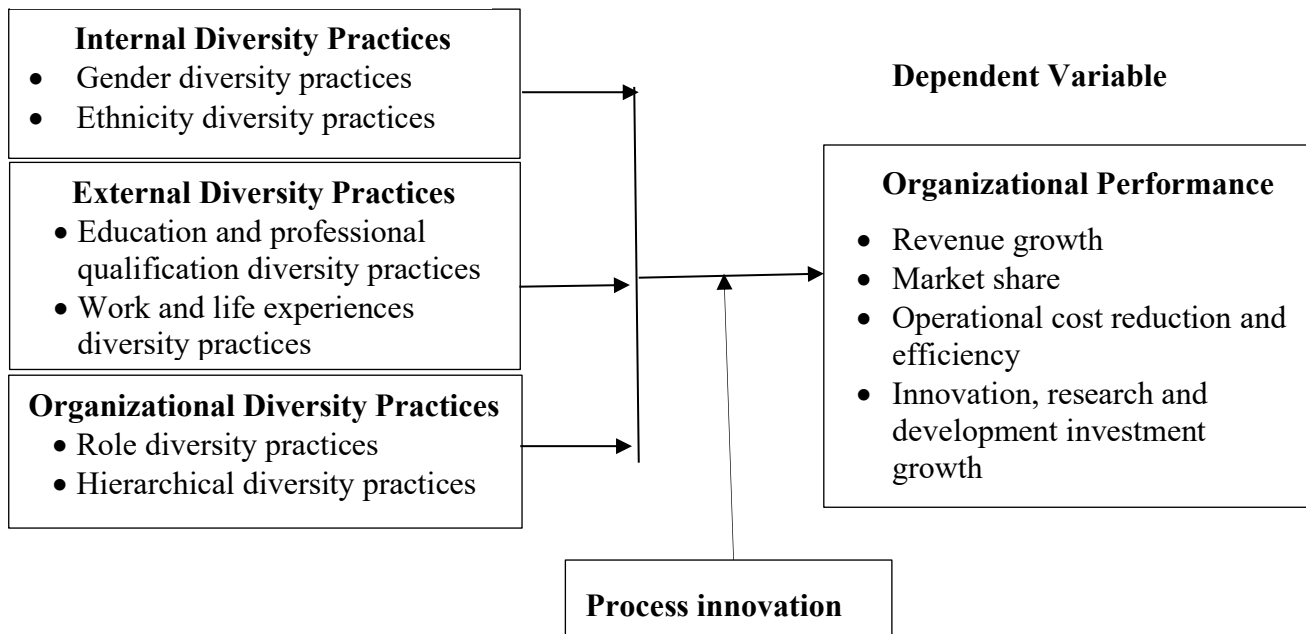 Internal Diversity Practices
• Gender diversity practices
• Ethnicity diversity practices
External Diversity Practices
• Education and professional
qualification diversity practices
• Work and life experiences
diversity practices
Organizational Diversity Practices
• Role diversity practices
• Hierarchical diversity practices
Dependent Variable
Organizational Performance
• Revenue growth
• Market share
• Operational cost reduction and
efficiency
• Innovation, research and
development investment
growth
Process innovation